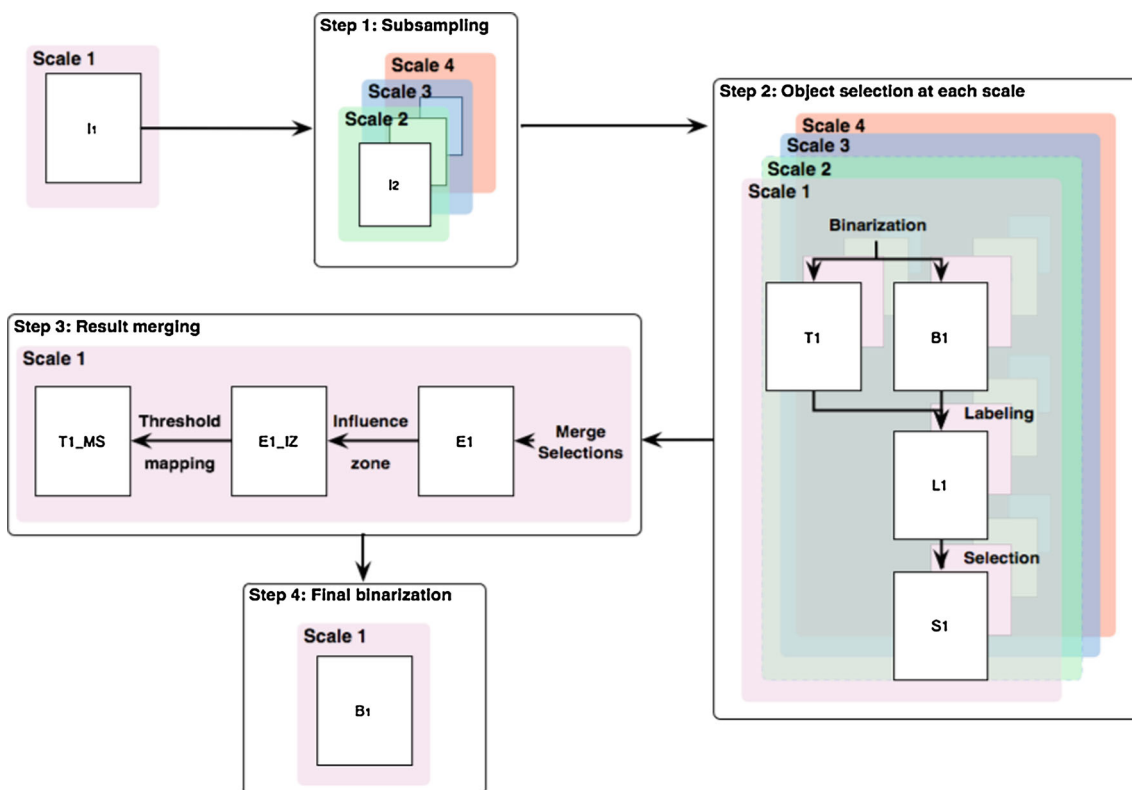 Scale 1
I1
Step 1: Subsampling
Scale 4
Scale 3
Scale 2
I2
Step 2: Object selection at each scale
Scale 4
Scale 3
Scale 2
Scale 1
Binarization
T1
B1
Labeling
L1
Selection
S1
Step 3: Result merging
Scale 1
T1_MS
Threshold
mapping
E1_IZ
Influence
zone
E1
Merge
Selections
Step 4: Final binarization
Scale 1
B1